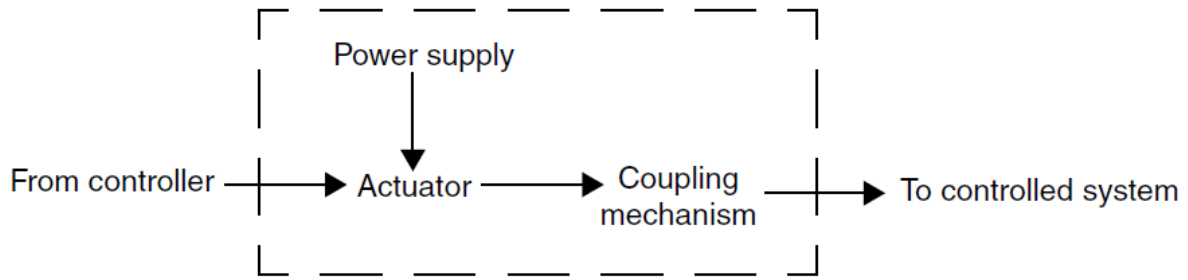 Power supply
From controller
Actuator
Coupling
mechanism
To controlled system